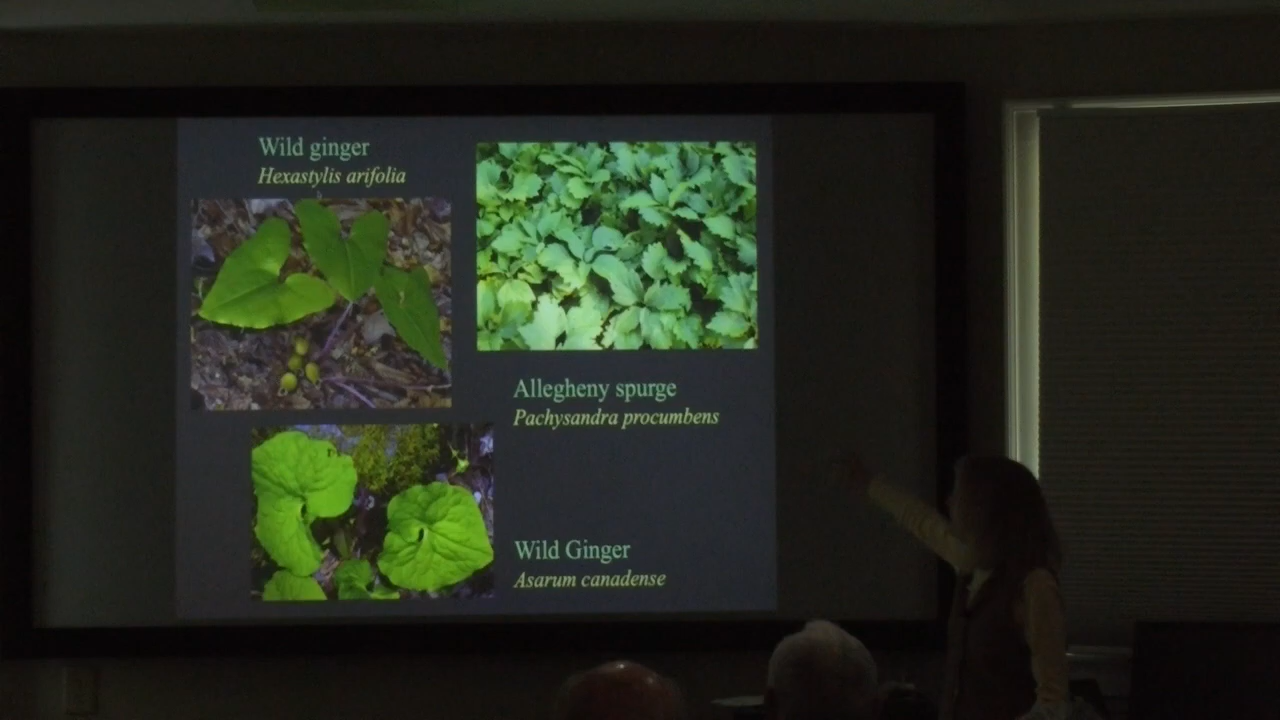 Wild ginger
Hexastylis arifolia
Allegheny spurge
Pachysandra procumbens
Wild Ginger
Asarum canadense